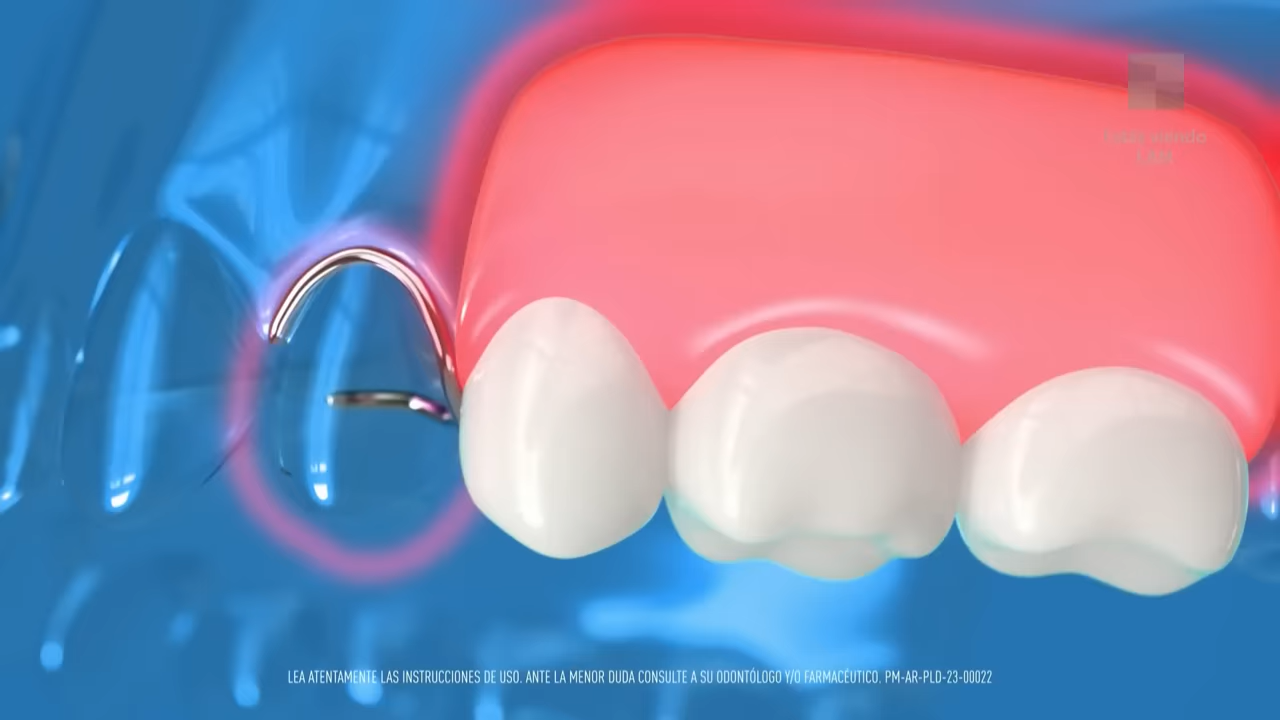 LEA ATENTAMENTE LAS INSTRUCCIONES DE USO. ANTE LA MENOR DUDA CONSULTE A SU ODONTÓLOGO Y/O FARMACÉUTICO. PM-AR-PLD-23-00022